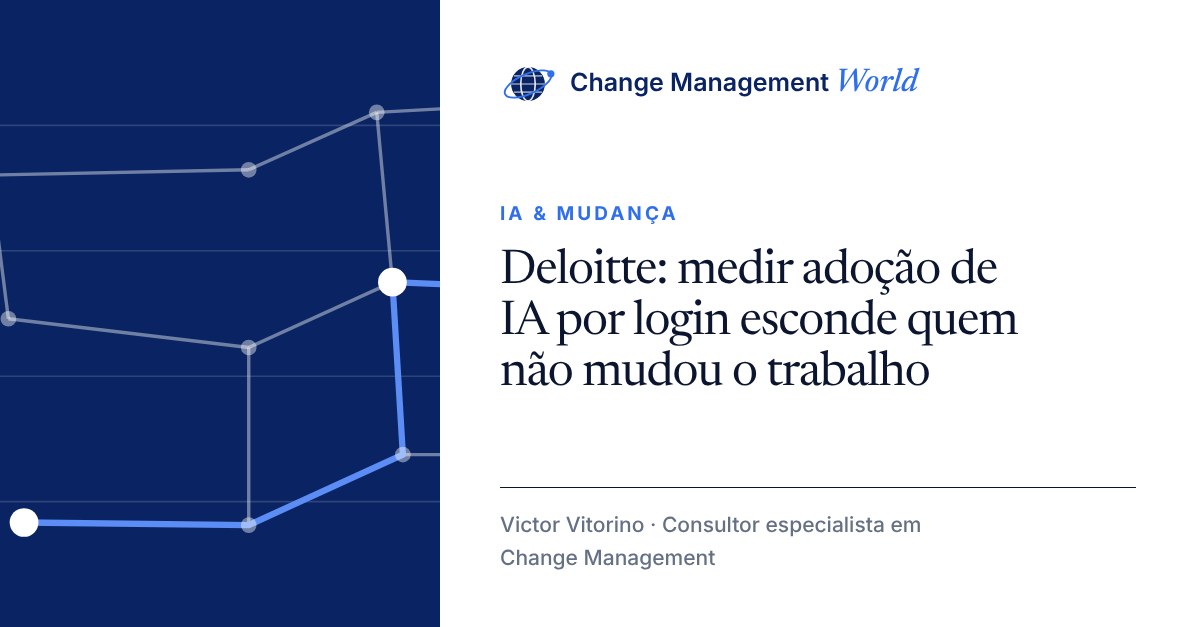 Change Management World
IA & MUDANÇA
Deloitte: medir adoção de
IA por login esconde quem
não mudou o trabalho
Victor Vitorino · Consultor especialista em
Change Management